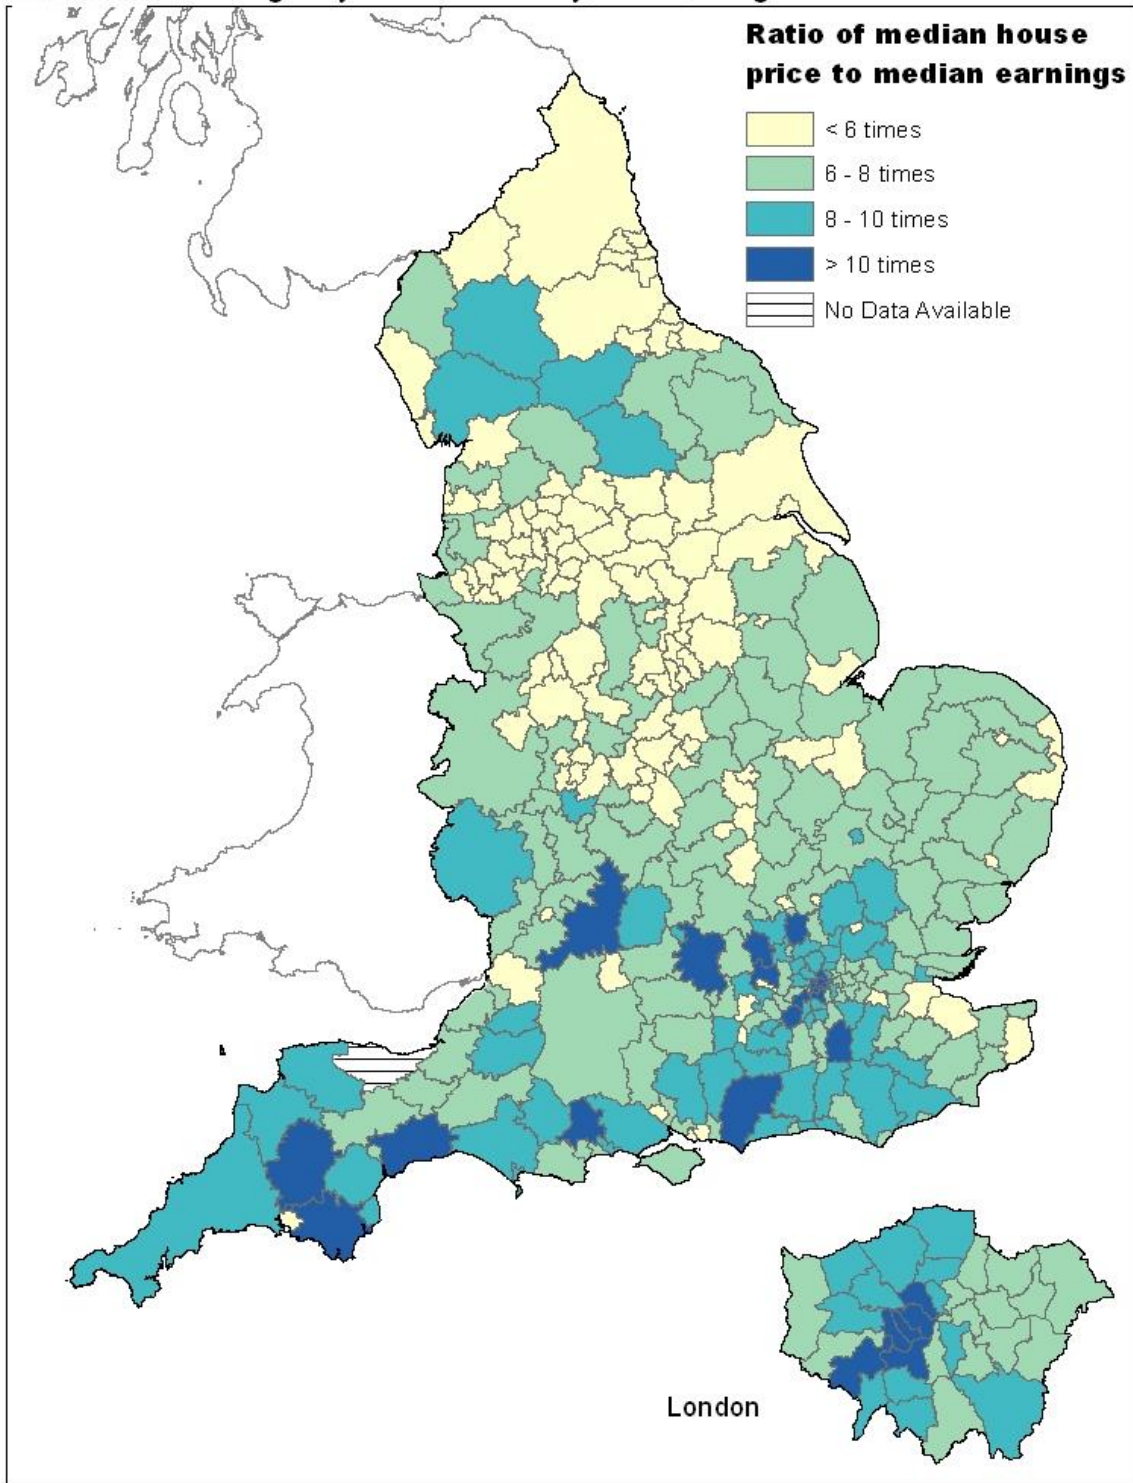 Ratio of median house
price to median earnings
< 6 times
6 - 8 times
8 - 10 times
> 10 times
No Data Available
London